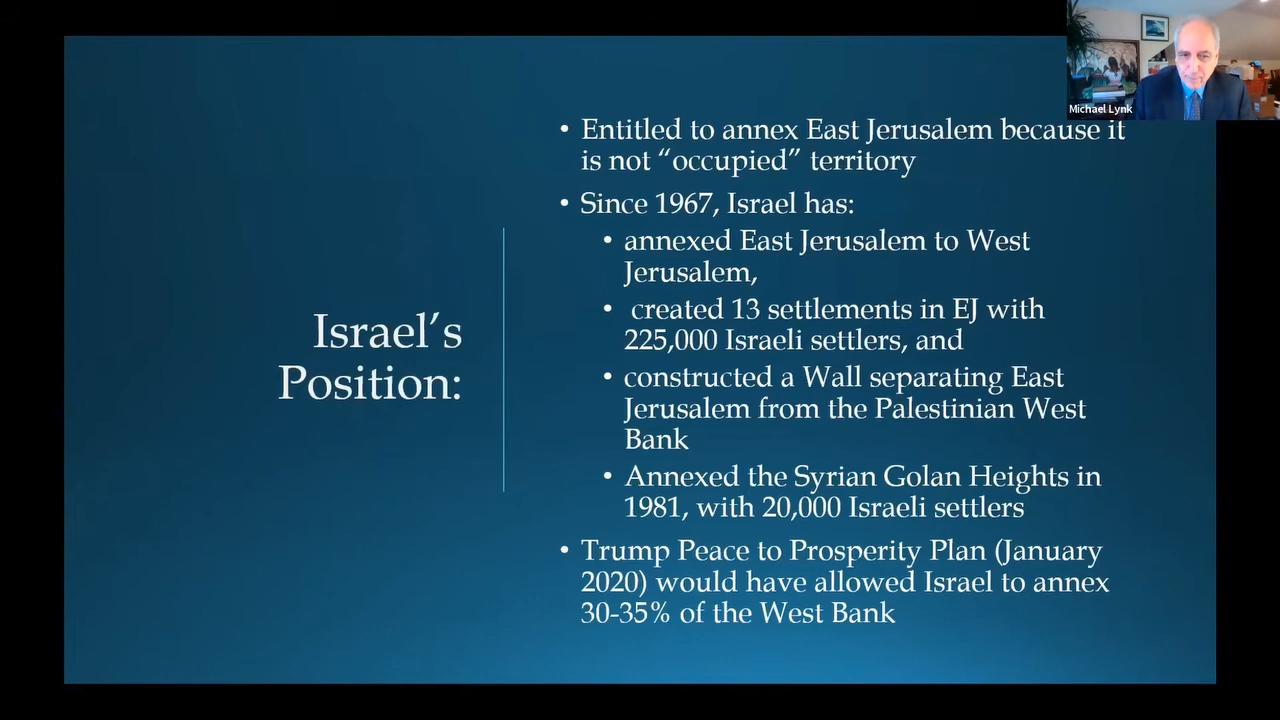 Michael Lynk
Israel’s
Position:
• Entitled to annex East Jerusalem because it
is not “occupied” territory
• Since 1967, Israel has:
• annexed East Jerusalem to West
Jerusalem,
• created 13 settlements in EJ with
225,000 Israeli settlers, and
• constructed a Wall separating East
Jerusalem from the Palestinian West
Bank
• Annexed the Syrian Golan Heights in
1981, with 20,000 Israeli settlers
• Trump Peace to Prosperity Plan (January
2020) would have allowed Israel to annex
30-35% of the West Bank